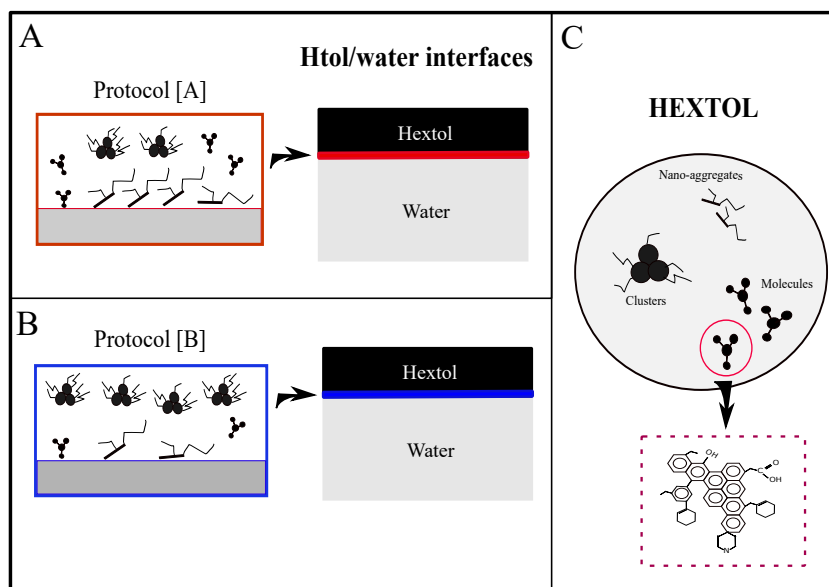 A
Htol/water interfaces
Protocol [A]
Hextol
Water
B
Protocol [B]
Hextol
Water
C
HEXTOL
Nano-aggregates
Clusters
Molecules
OH
O
C
OH
N